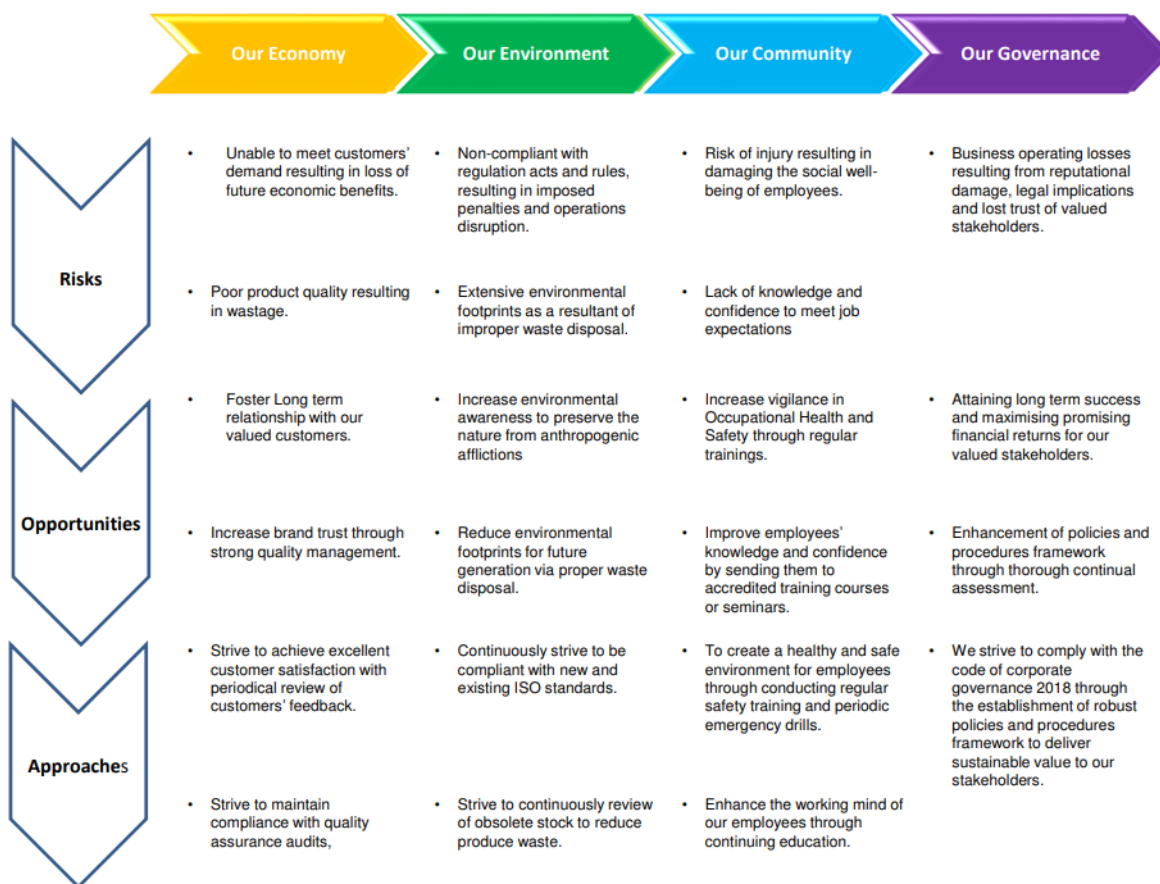 Our Economy
Our Environment
Our Community
Our Governance
Risks
• Unable to meet customers'
demand resulting in loss of
future economic benefits.
• Non-compliant with
regulation acts and rules,
resulting in imposed
penalties and operations
disruption.
• Risk of injury resulting in
damaging the social well-
being of employees.
• Business operating losses
resulting from reputational
damage, legal implications
and lost trust of valued
stakeholders.
• Poor product quality resulting
in wastage.
• Extensive environmental
footprints as a resultant of
improper waste disposal.
• Lack of knowledge and
confidence to meet job
expectations
Opportunities
• Foster Long term
relationship with our
valued customers.
• Increase environmental
awareness to preserve the
nature from anthropogenic
afflictions
• Increase vigilance in
Occupational Health and
Safety through regular
trainings.
• Attaining long term success
and maximising promising
financial returns for our
valued stakeholders.
• Increase brand trust through
strong quality management.
• Reduce environmental
footprints for future
generation via proper waste
disposal.
• Improve employees'
knowledge and confidence
by sending them to
accredited training courses
or seminars.
• Enhancement of policies and
procedures framework
through thorough continual
assessment.
Approaches
• Strive to achieve excellent
customer satisfaction with
periodical review of
customers' feedback.
• Continuously strive to be
compliant with new and
existing ISO standards.
• To create a healthy and safe
environment for employees
through conducting regular
safety training and periodic
emergency drills.
• We strive to comply with the
code of corporate
governance 2018 through
the establishment of robust
policies and procedures
framework to deliver
sustainable value to our
stakeholders.
• Strive to maintain
compliance with quality
assurance audits,
• Strive to continuously review
of obsolete stock to reduce
produce waste.
• Enhance the working mind of
our employees through
continuing education.